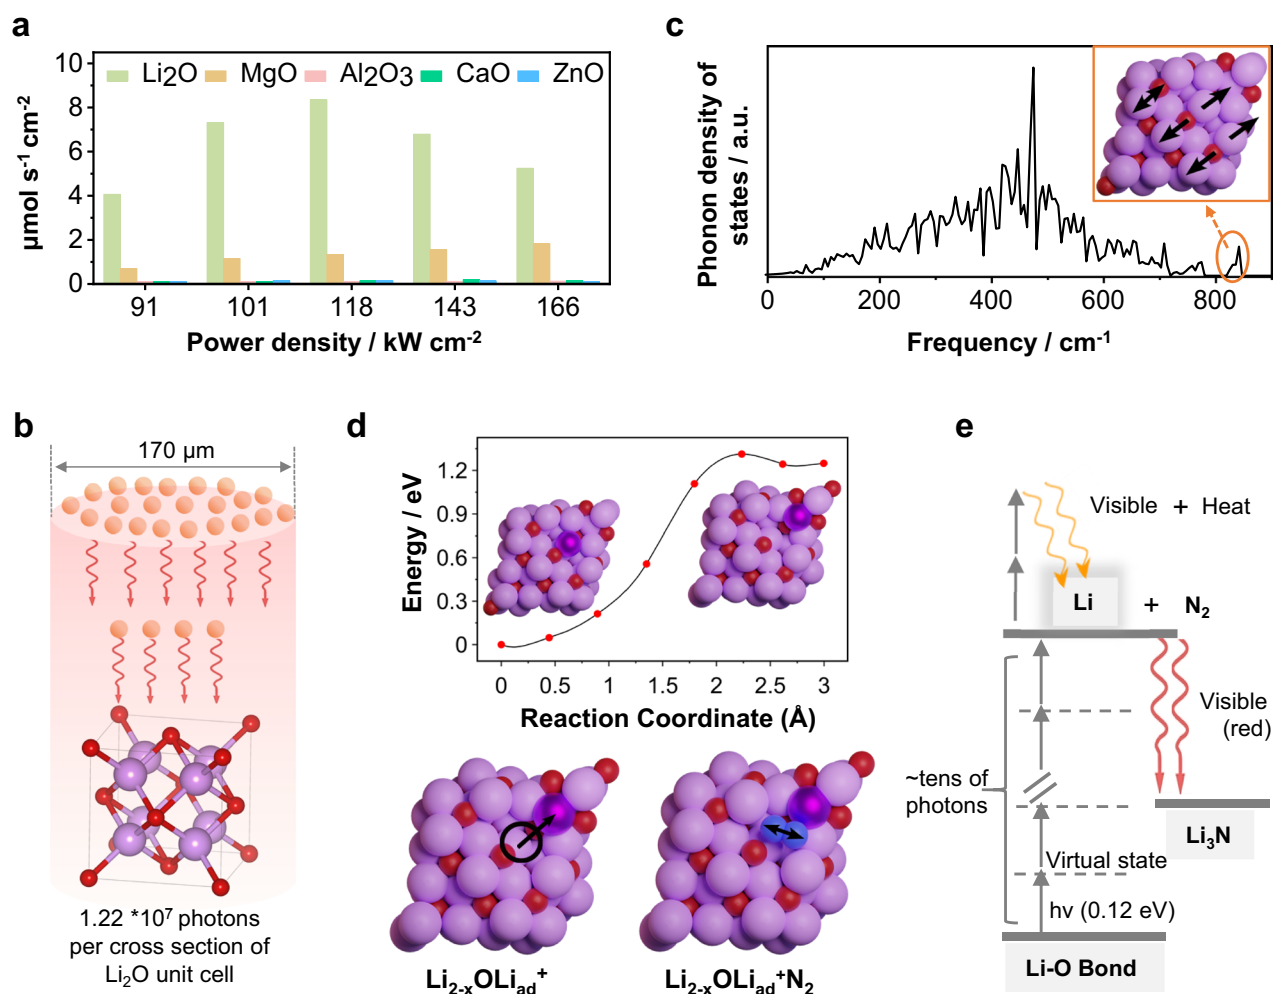 a
10
8
6
4
2
0
µmol s⁻¹ cm⁻²
Li₂O MgO Al₂O₃ CaO ZnO
91 101 118 143 166
Power density / kW cm⁻²
c
Phonon density of
states / a.u.
0 200 400 600 800
Frequency / cm⁻¹
b
170 µm
1.22 *10⁷ photons
per cross section of
Li₂O unit cell
d
Energy / eV
1.2
0.9
0.6
0.3
0
0 0.5 1 1.5 2 2.5 3
Reaction Coordinate (Å)
Li₂₋ₓOLi_ad⁺
Li₂₋ₓOLi_ad⁺N₂
e
Visible + Heat
Li + N₂
Visible
(red)
~tens of
photons
Li₃N
Virtual state
hv (0.12 eV)
Li-O Bond